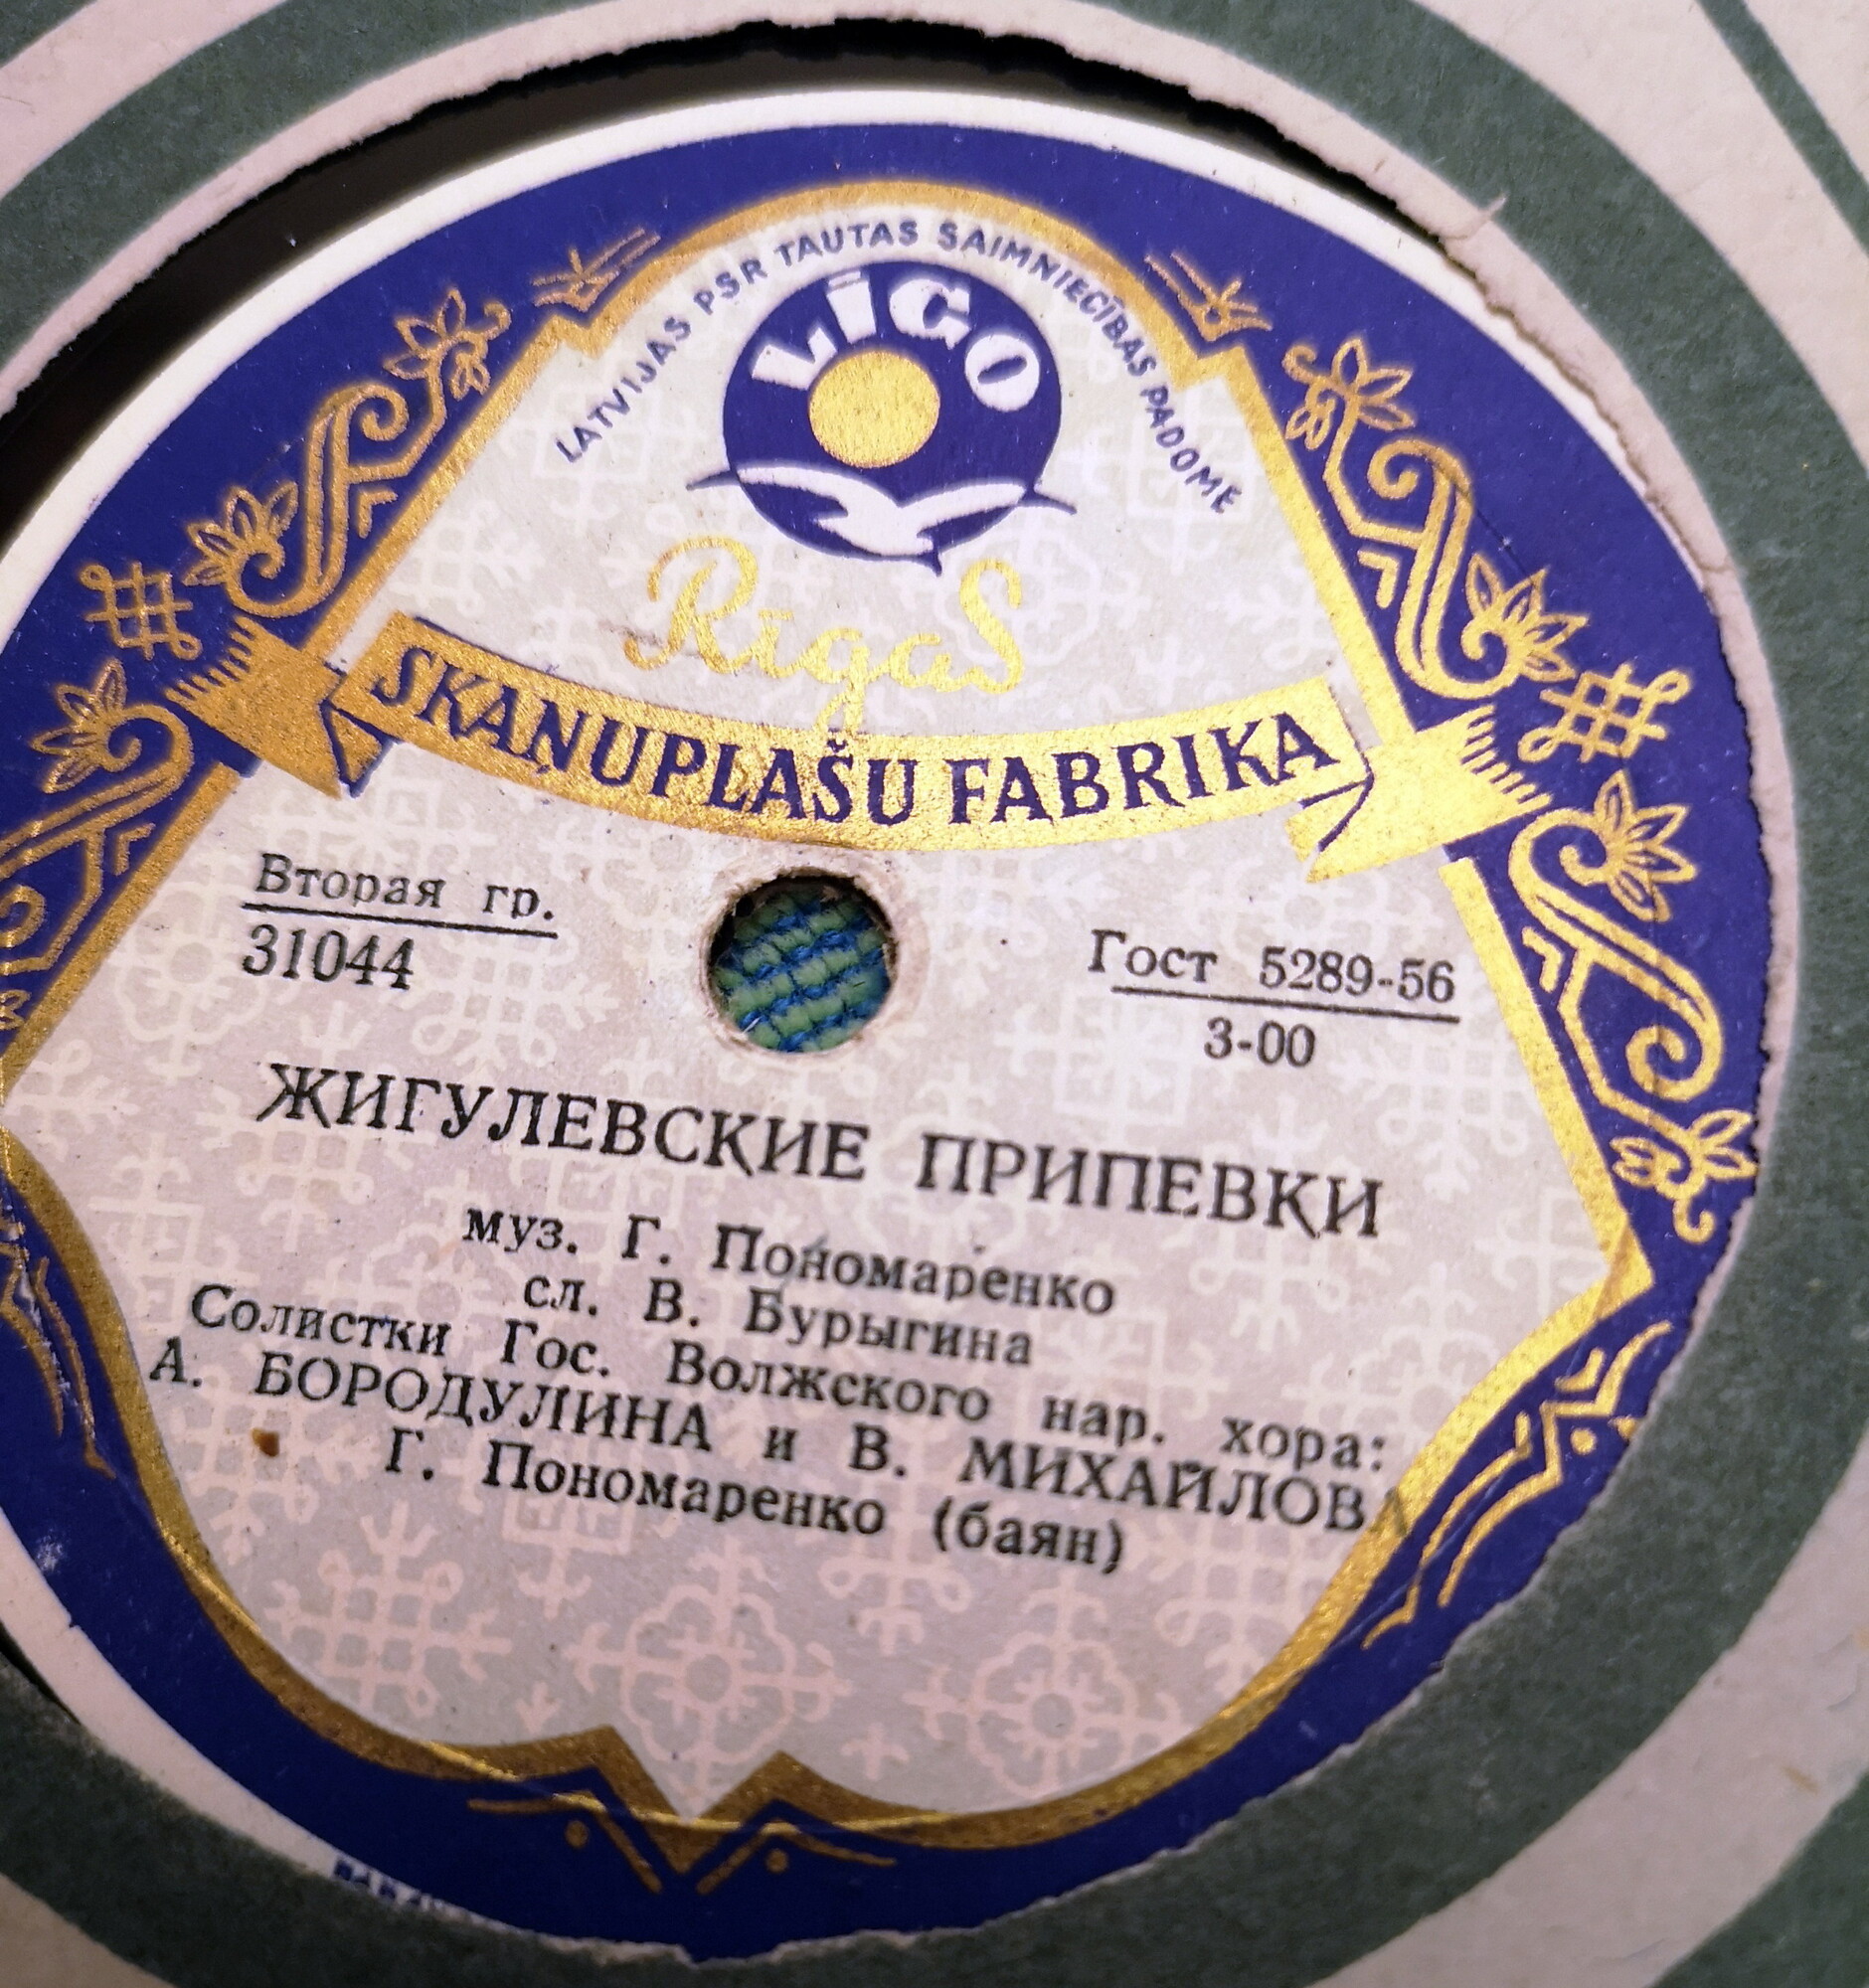 LATVIJAS PSR TAUTAS SAIMNIECĪBAS PADOME
LĪGO
Rīgas
SKAŅUPLAŠU FABRIKA
Вторая гр.
31044
Гост 5289-56
3-00
ЖИГУЛЕВСКИЕ ПРИПЕВКИ
муз. Г. Пономаренко
сл. В. Бурыгина
Солистки Гос. Волжского нар. хора:
А. БОРОДУЛИНА и В. МИХАЙЛОВА
Г. Пономаренко (баян)